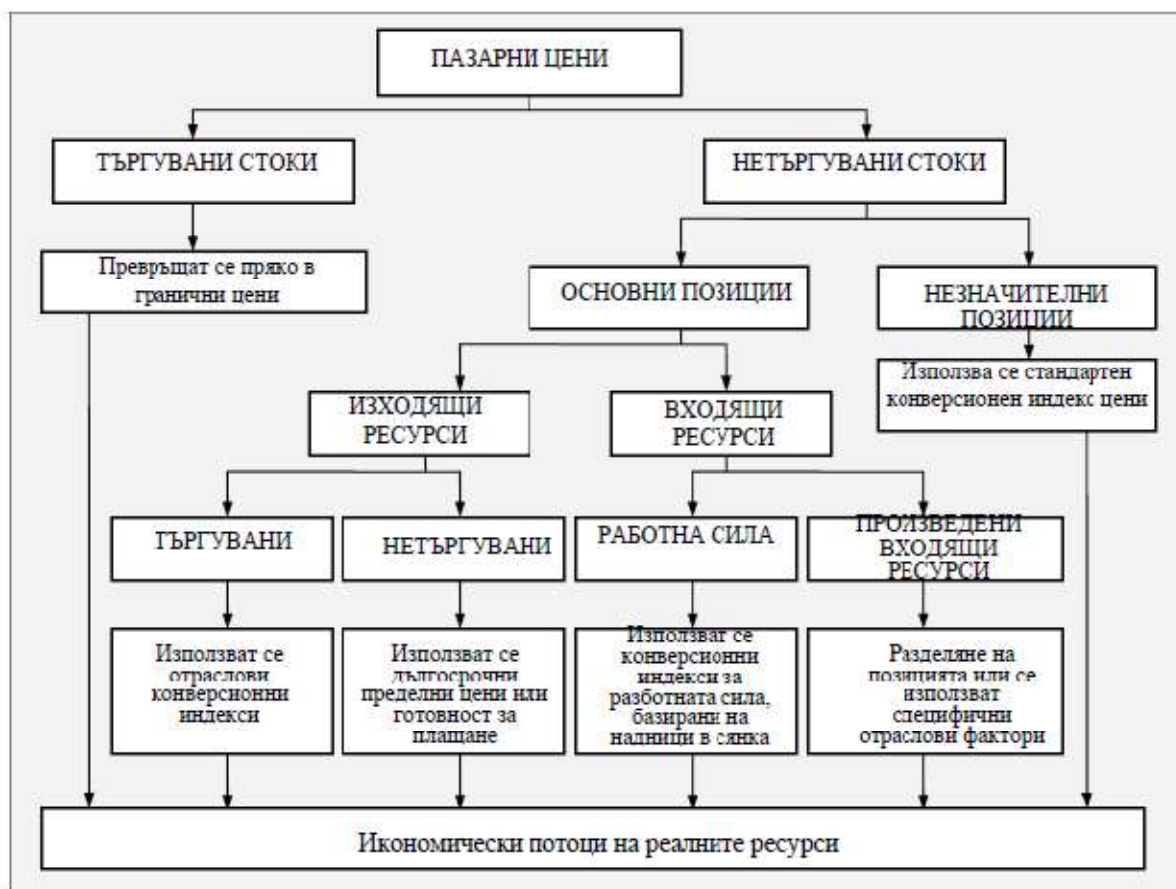 ПАЗАРНИ ЦЕНИ
ТЪРГУВАНИ СТОКИ
НЕТЪРГУВАНИ СТОКИ
Превръщат се пряко в
гранични цени
ОСНОВНИ ПОЗИЦИИ
НЕЗНАЧИТЕЛНИ
ПОЗИЦИИ
Използва се стандартен
конверсионен индекс цени
ИЗХОДЯЩИ
РЕСУРСИ
ВХОДЯЩИ
РЕСУРСИ
ТЪРГУВАНИ
НЕТЪРГУВАНИ
РАБОТНА СИЛА
ПРОИЗВЕДЕНИ
ВХОДЯЩИ
РЕСУРСИ
Използват се
отраслови
конверсионни
индекси
Използват се
дългосрочни
пределни цени или
готовност за
плащане
Използват се
конверсионни
индекси за
разботната сила,
базирани на
надници в сянка
Разделяне на
позицията или се
използват
специфични
отраслови фактори
Икономически потоци на реалните ресурси